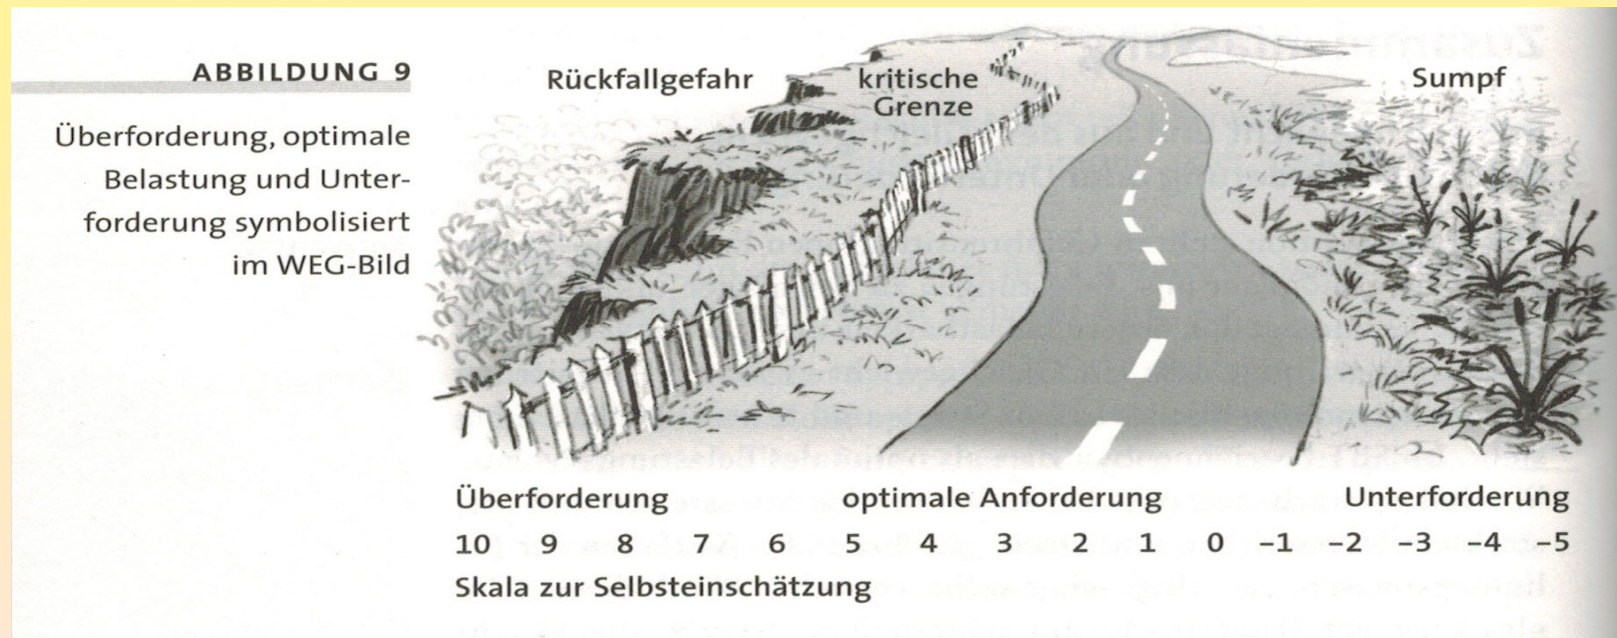 ABBILDUNG 9
Überforderung, optimale
Belastung und Unter-
forderung symbolisiert
im WEG-Bild
Rückfallgefahr
kritische
Grenze
Sumpf
Überforderung optimale Anforderung Unterforderung
10 9 8 7 6 5 4 3 2 1 0 –1 –2 –3 –4 –5
Skala zur Selbsteinschätzung